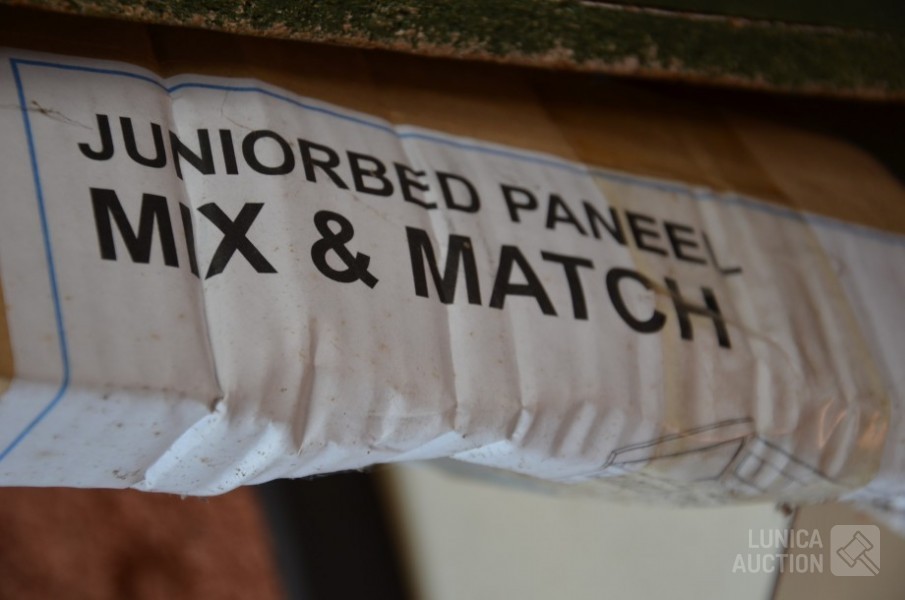 JUNIORBED PANEEL
MIX & MATCH
LUNICA
AUCTION